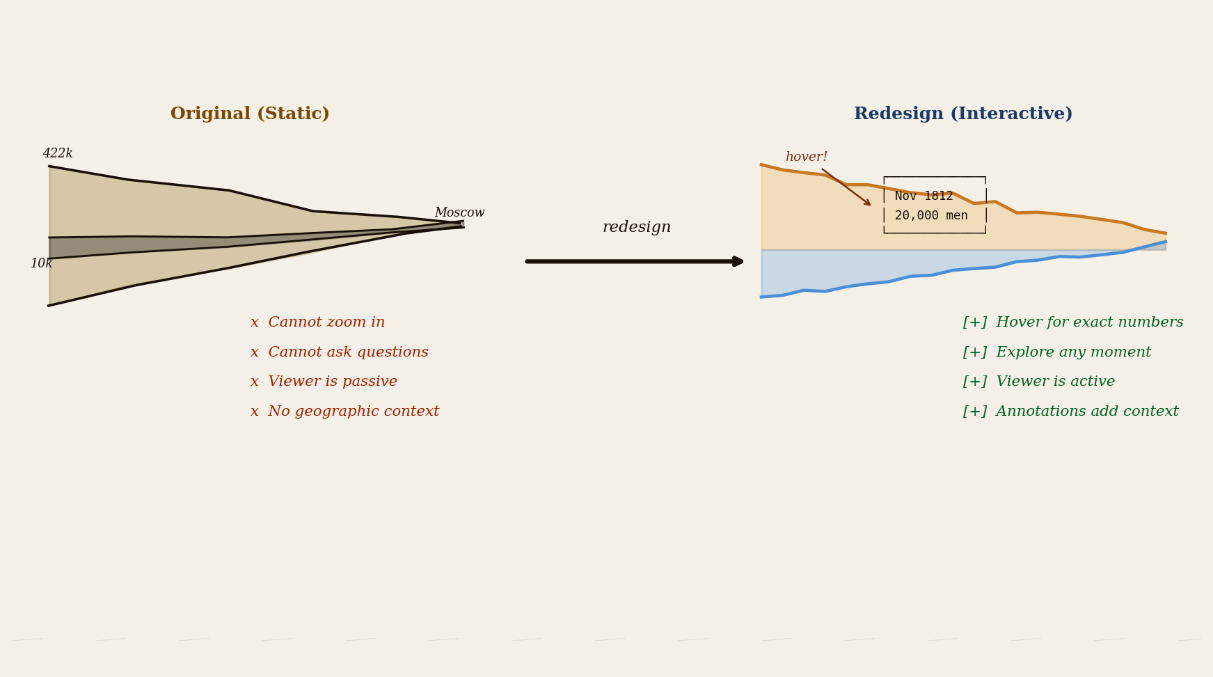 Original (Static)
422k
Moscow
10k
x  Cannot zoom in
x  Cannot ask questions
x  Viewer is passive
x  No geographic context
redesign
Redesign (Interactive)
hover!
Nov 1812
20,000 men
[+]  Hover for exact numbers
[+]  Explore any moment
[+]  Viewer is active
[+]  Annotations add context